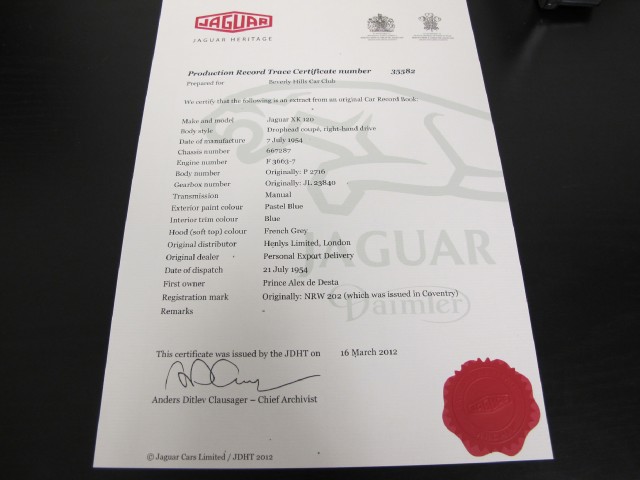 JAGUAR
JAGUAR HERITAGE
Production Record Trace Certificate number 35582
Prepared for Beverly Hills Car Club
We certify that the following is an extract from an original Car Record Book:
Make and model Jaguar XK 120
Body style Drophead coupé, right-hand drive
Date of manufacture 7 July 1954
Chassis number 667287
Engine number F 3663-7
Body number Originally: P 2716
Gearbox number Originally: JL 23840
Transmission Manual
Exterior paint colour Pastel Blue
Interior trim colour Blue
Hood (soft top) colour French Grey
Original distributor Henlys Limited, London
Original dealer Personal Export Delivery
Date of dispatch 21 July 1954
First owner Prince Alex de Desta
Registration mark Originally: NRW 202 (which was issued in Coventry)
Remarks -
JAGUAR
Daimler
This certificate was issued by the JDHT on 16 March 2012
Anders Ditlev Clausager – Chief Archivist
© Jaguar Cars Limited / JDHT 2012